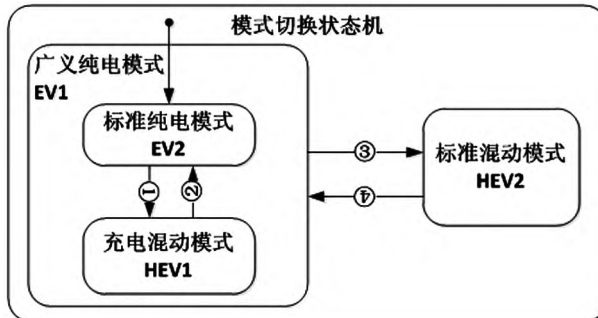 模式切换状态机
广义纯电模式
EV1
标准纯电模式
EV2
①
②
充电混动模式
HEV1
③
④
标准混动模式
HEV2